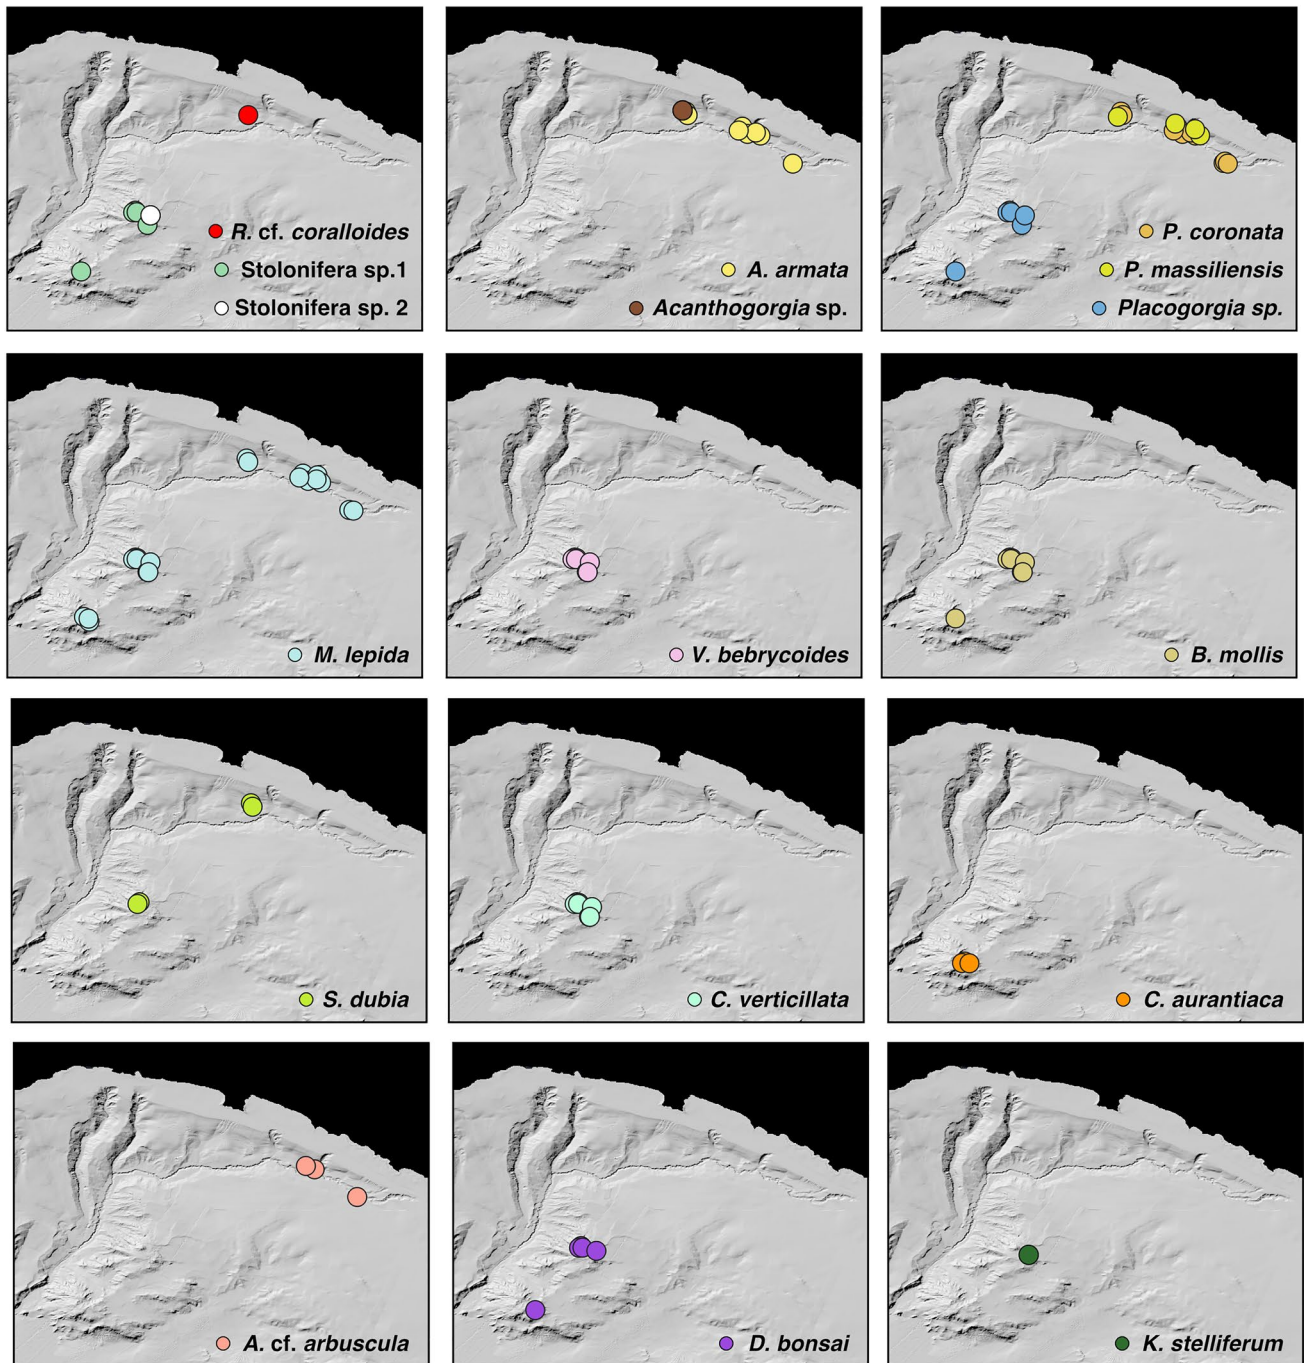 R. cf. coralloides
Stolonifera sp.1
Stolonifera sp. 2
A. armata
Acanthogorgia sp.
P. coronata
P. massiliensis
Placogorgia sp.
M. lepida
V. bebrycoides
B. mollis
S. dubia
C. verticillata
C. aurantiaca
A. cf. arbuscula
D. bonsai
K. stelliferum